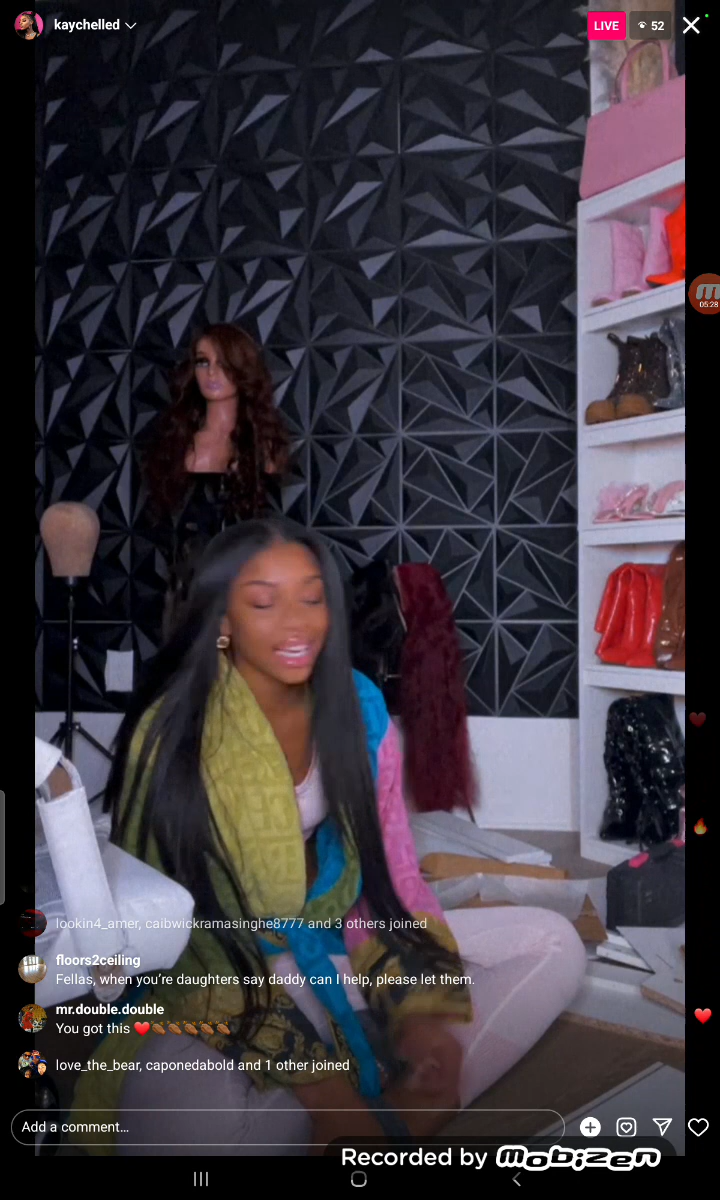 kaychelled
LIVE
52
05:28
lookin4_amer, caibwickramasinghe8777 and 3 others joined
floors2ceiling
Fellas, when you're daughters say daddy can I help, please let them.
mr.double.double
You got this ❤️🪮🪮🪮🪮🪮
love_the_bear, caponedabold and 1 other joined
Add a comment...
Recorded by mobizen